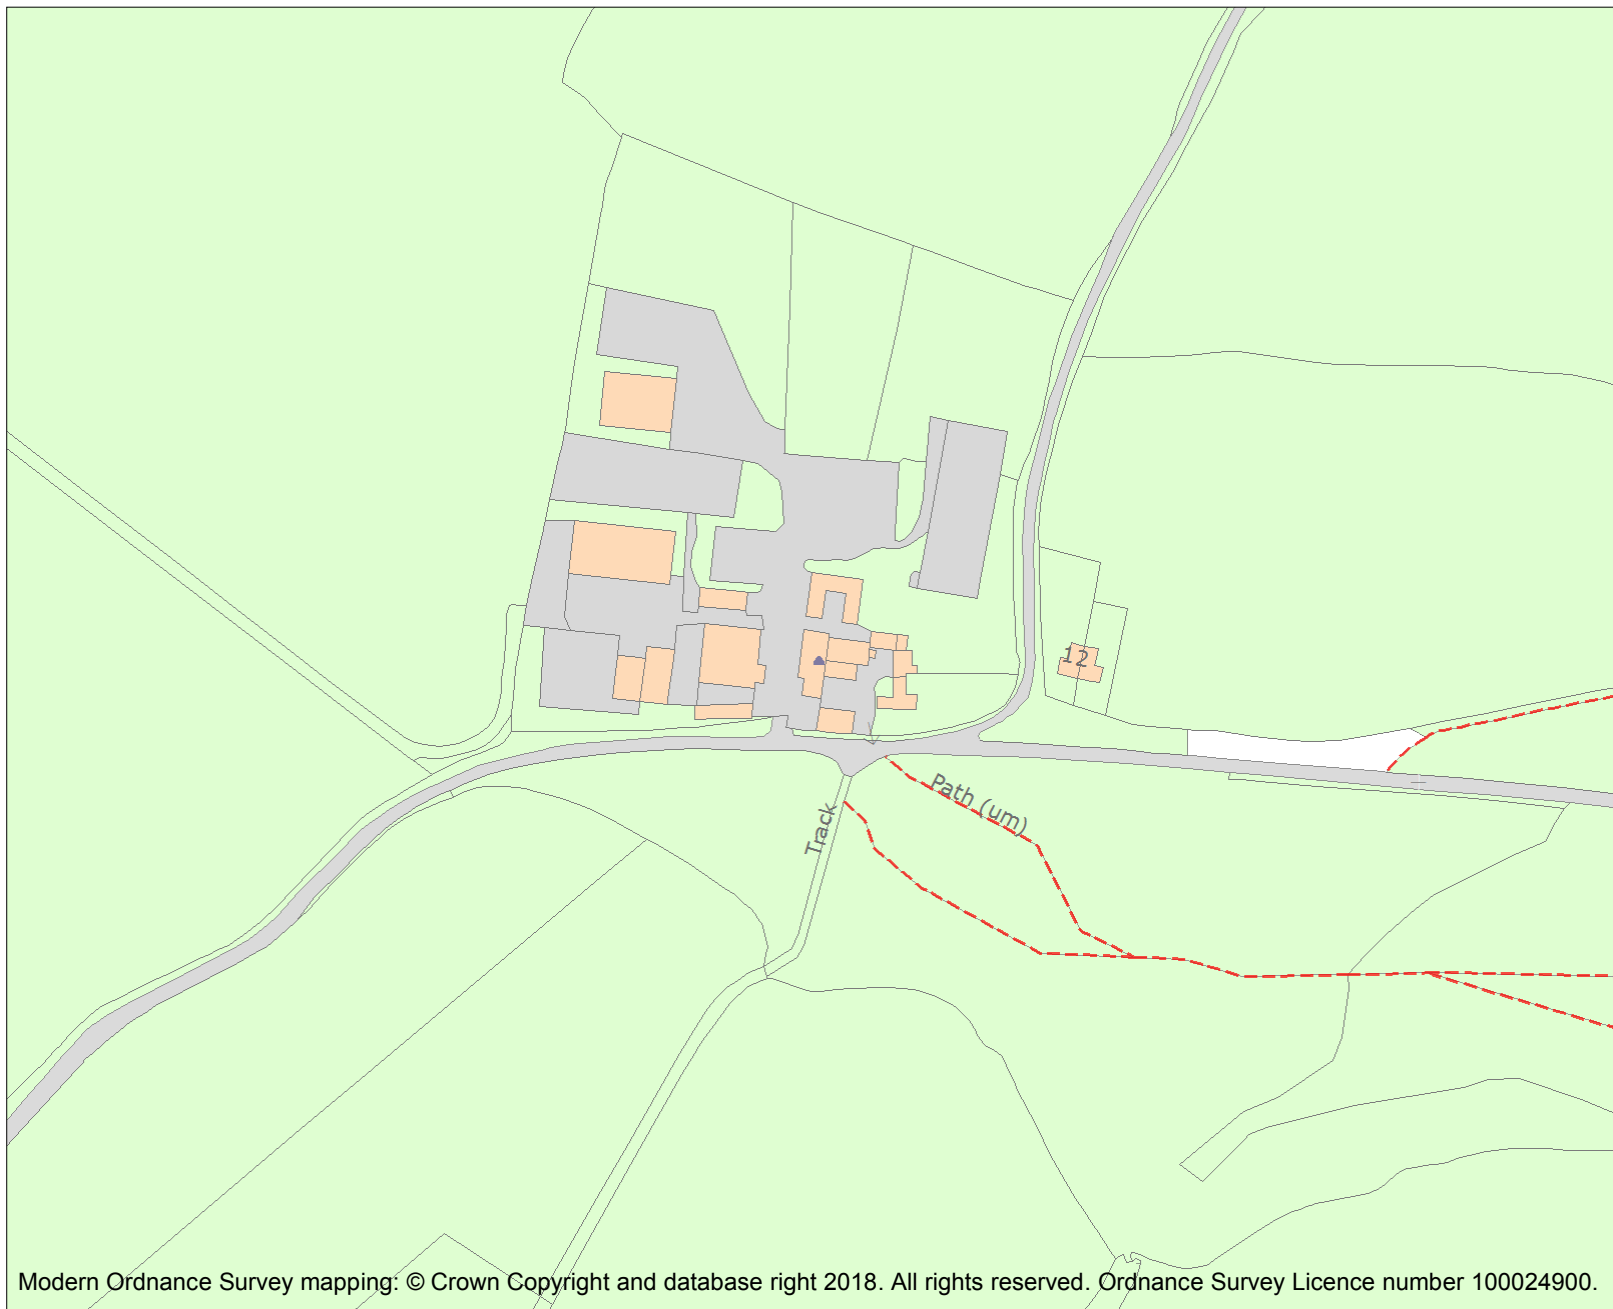 12
Path (um)
Track
Modern Ordnance Survey mapping: © Crown Copyright and database right 2018. All rights reserved. Ordnance Survey Licence number 100024900.